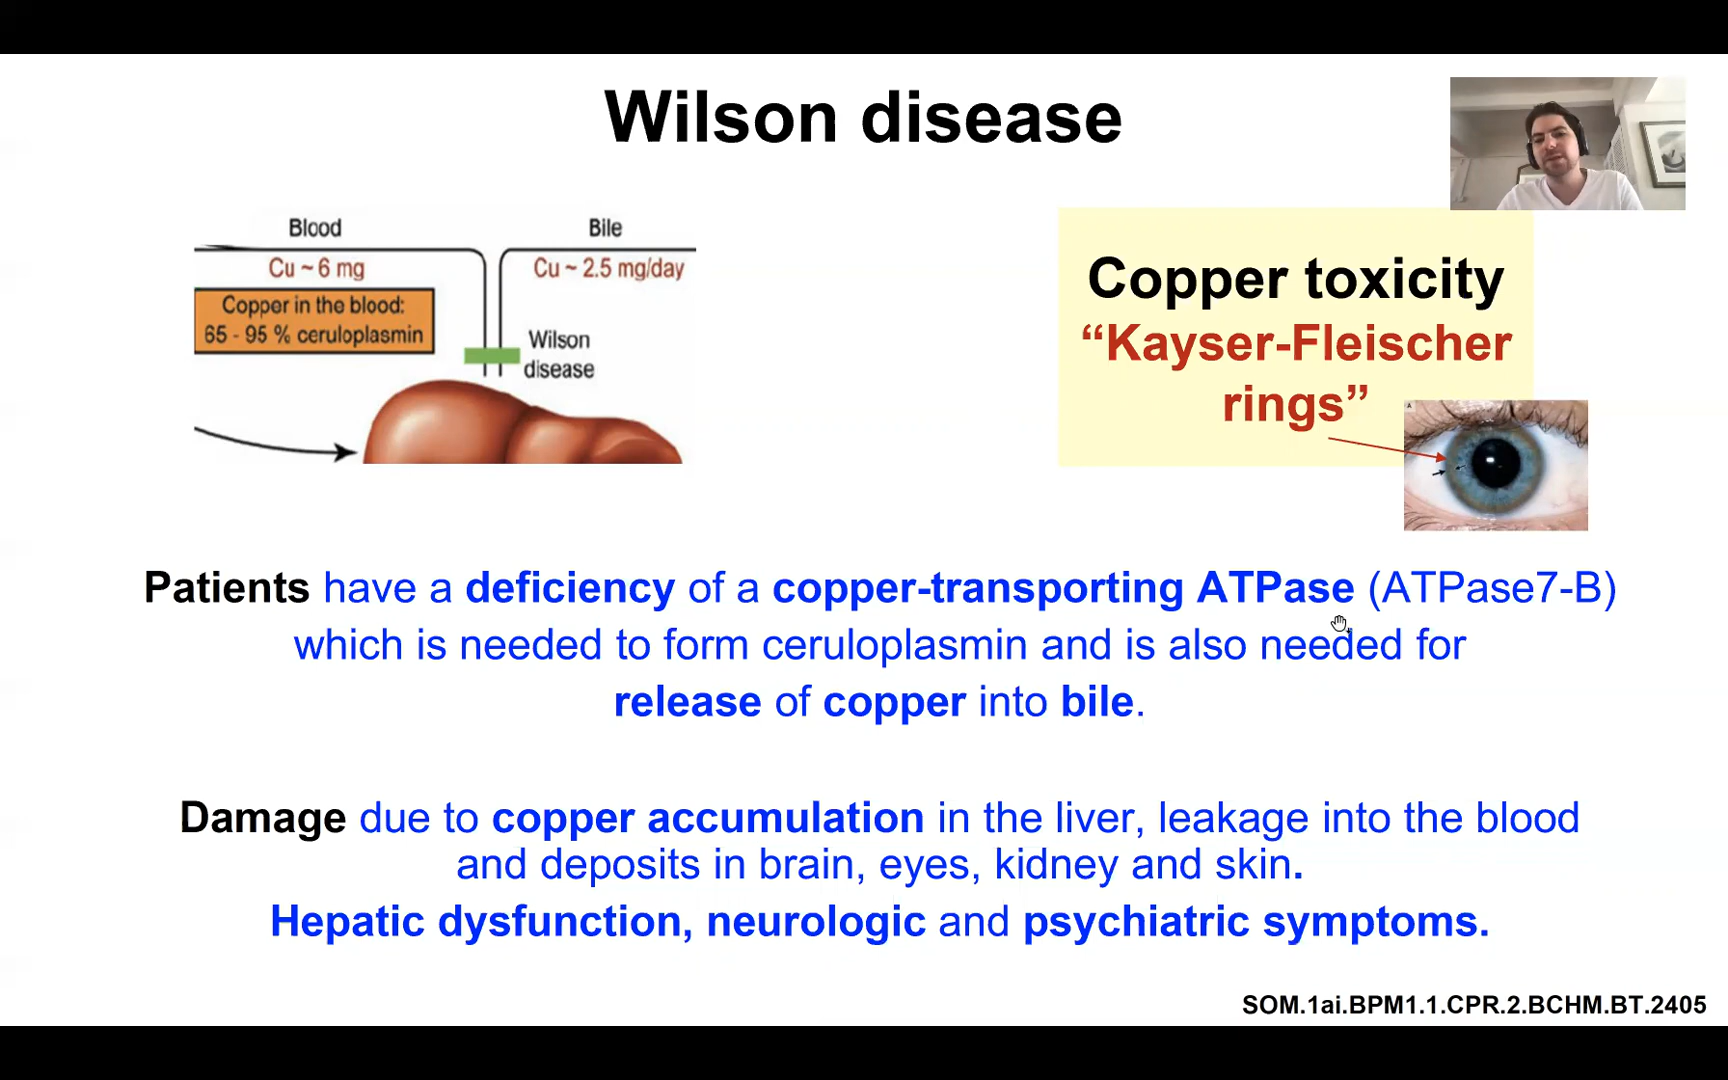 Wilson disease
Blood
Bile
Cu ~ 6 mg
Cu ~ 2.5 mg/day
Copper in the blood:
65 - 95 % ceruloplasmin
Wilson
disease
Copper toxicity
“Kayser-Fleischer
rings”
A
Patients have a deficiency of a copper-transporting ATPase (ATPase7-B)
which is needed to form ceruloplasmin and is also needed for
release of copper into bile.
Damage due to copper accumulation in the liver, leakage into the blood
and deposits in brain, eyes, kidney and skin.
Hepatic dysfunction, neurologic and psychiatric symptoms.
SOM.1ai.BPM1.1.CPR.2.BCHM.BT.2405